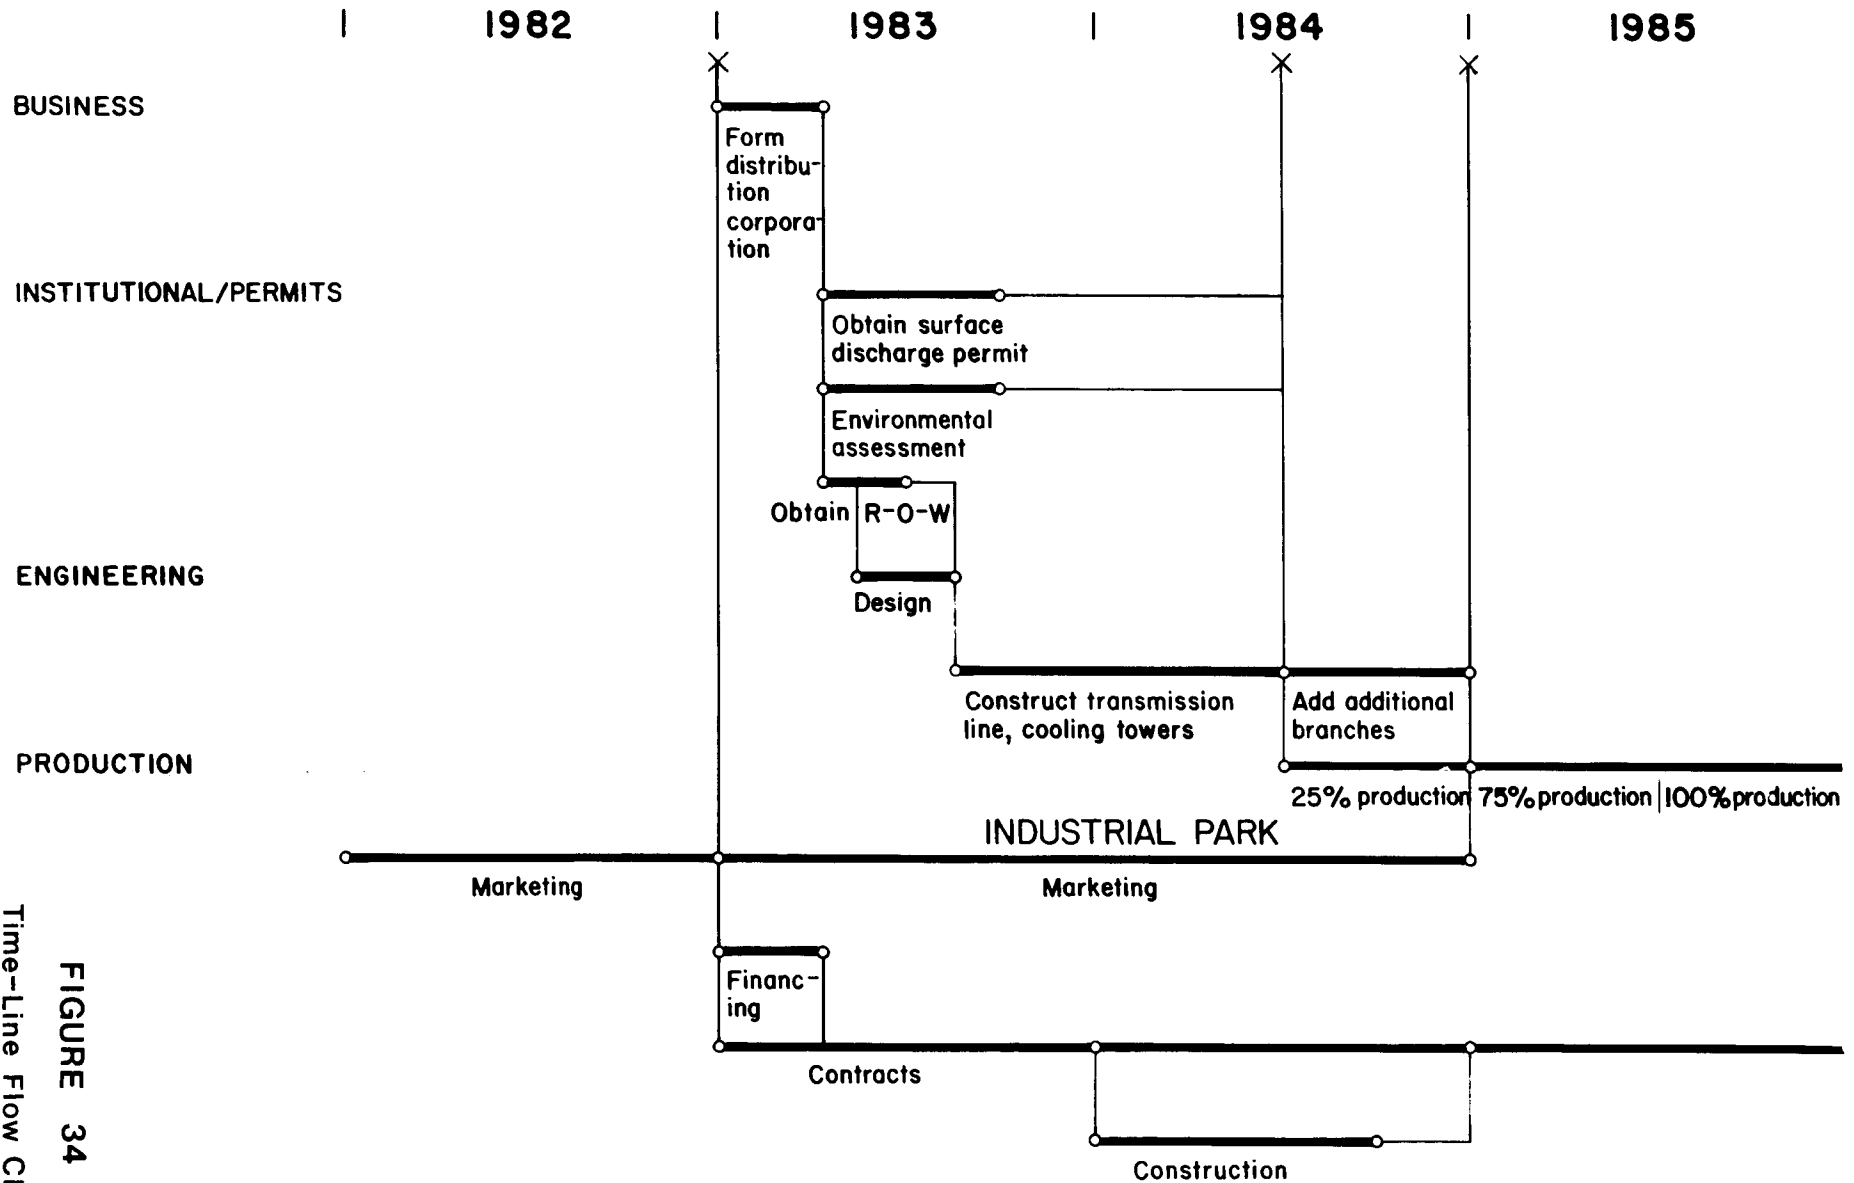 1982 1983 1984 1985
BUSINESS
Form
distribu-
tion
corpora-
tion
INSTITUTIONAL/PERMITS
Obtain surface
discharge permit
Environmental
assessment
Obtain R-O-W
ENGINEERING
Design
Construct transmission
line, cooling towers
Add additional
branches
PRODUCTION
25% production 75% production 100% production
INDUSTRIAL PARK
Marketing Marketing
Financ-
ing
Contracts
Construction
FIGURE 34
Time-Line Flow